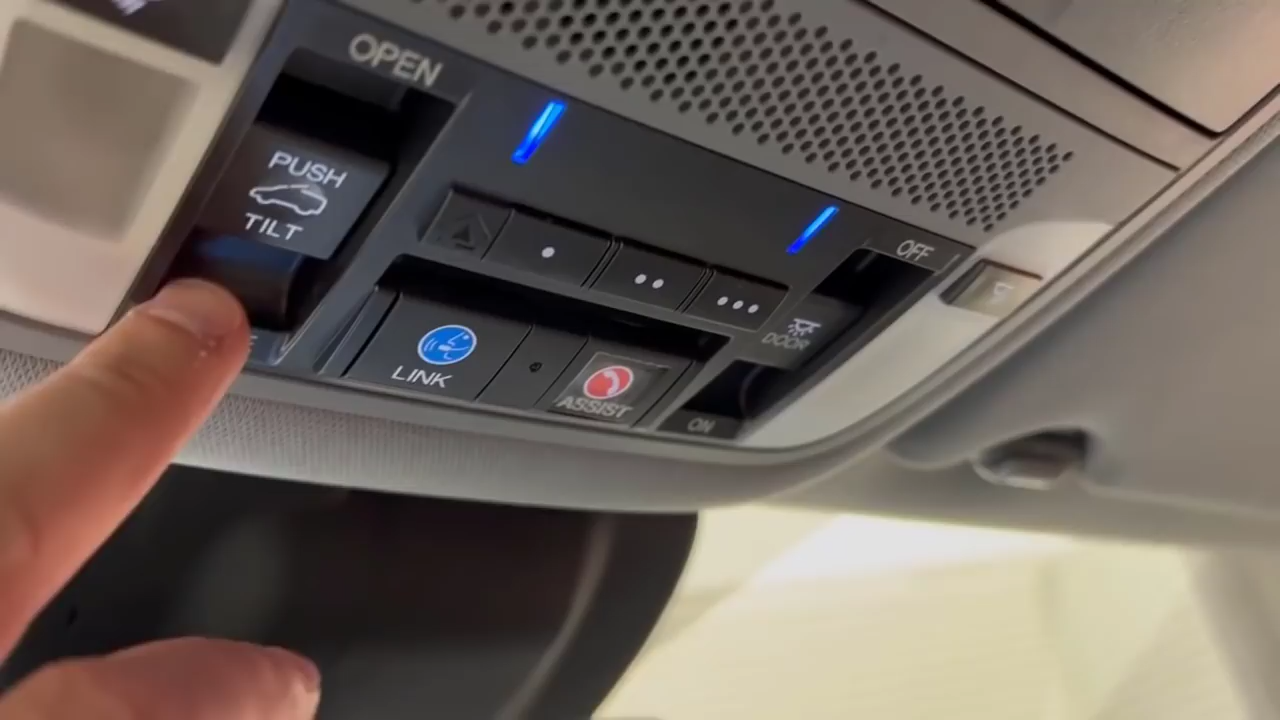 OPEN
PUSH
TILT
OFF
DOOR
LINK
ASSIST
ON